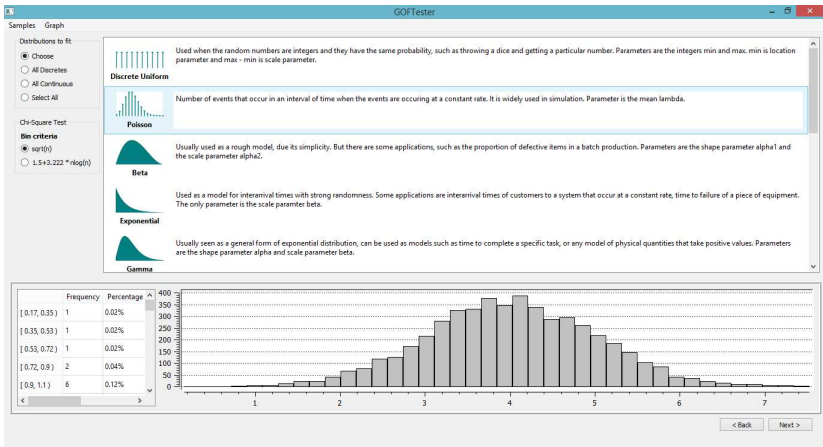 GOFTester
Samples Graph
Distributions to fit
Choose
All Discretes
All Continuous
Select All
Chi-Square Test
Bin criteria
sqrt(n)
1.5+3.222 * nlog(n)
Discrete Uniform
Used when the random numbers are integers and they have the same probability, such as throwing a dice and getting a particular number. Parameters are the integers min and max. min is location
parameter and max - min is scale parameter.
Poisson
Number of events that occur in an interval of time when the events are occuring at a constant rate. It is widely used in simulation. Parameter is the mean lambda.
Beta
Usually used as a rough model, due its simplicity. But there are some applications, such as the proportion of defective items in a batch production. Parameters are the shape parameter alpha1 and
the scale parameter alpha2.
Exponential
Used as a model for interarrival times with strong randomness. Some applications are interarrival times of customers to a system that occur at a constant rate, time to failure of a piece of equipment.
The only parameter is the scale paramter beta.
Gamma
Usually seen as a general form of exponential distribution, can be used as models such as time to complete a specific task, or any model of physical quantities that take positive values. Parameters
are the shape parameter alpha and scale parameter beta.
Frequency Percentage
[ 0.17, 0.35 ) 1 0.02%
[ 0.35, 0.53 ) 1 0.02%
[ 0.53, 0.72 ) 1 0.02%
[ 0.72, 0.9 ) 2 0.04%
[ 0.9, 1.1 ) 6 0.12%
400
350
300
250
200
150
100
50
0
1 2 3 4 5 6 7
< Back Next >